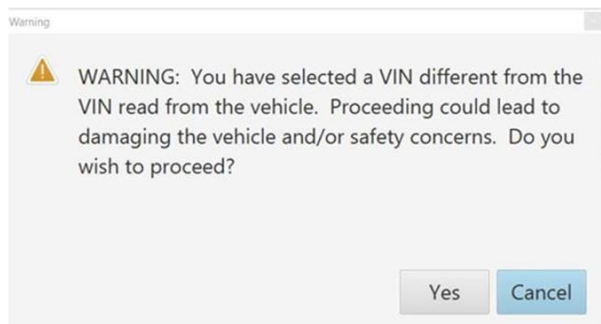 Warning
WARNING:  You have selected a VIN different from the
VIN read from the vehicle.  Proceeding could lead to
damaging the vehicle and/or safety concerns.  Do you
wish to proceed?
Yes
Cancel